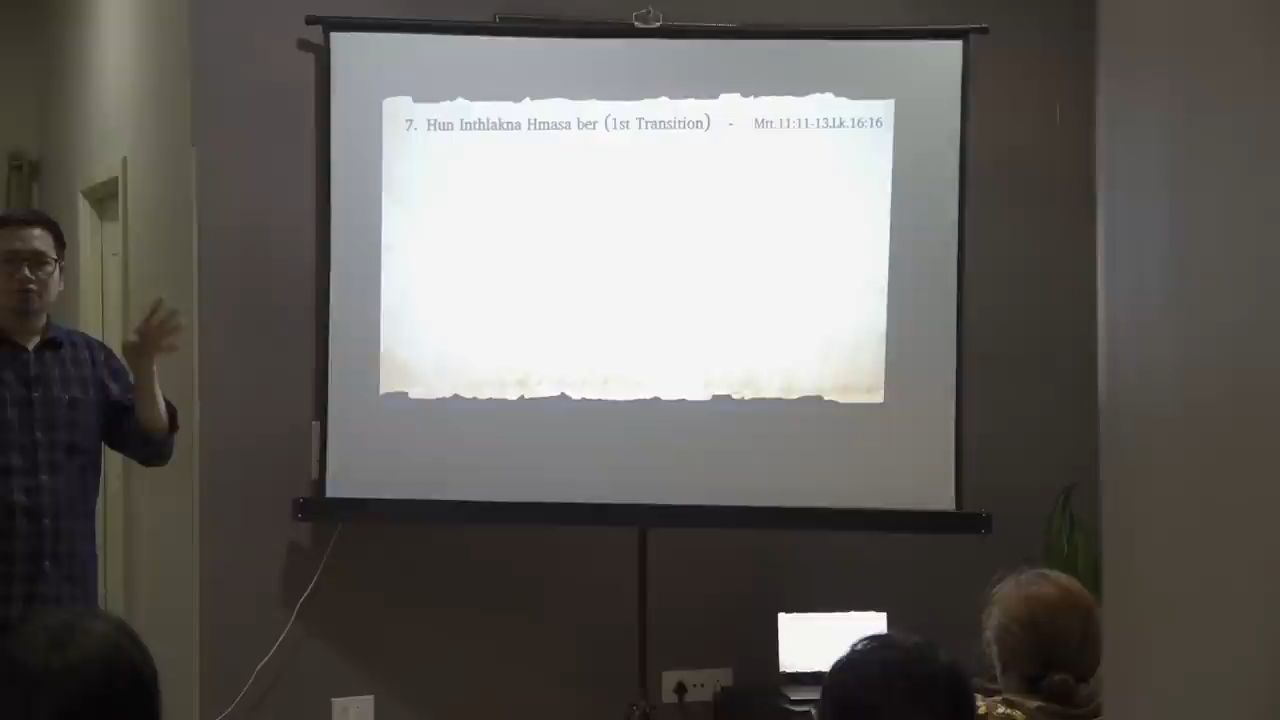 7. Hun Inthlakna Hmasa ber (1st Transition) - Mtt.11:11-13,Lk.16:16